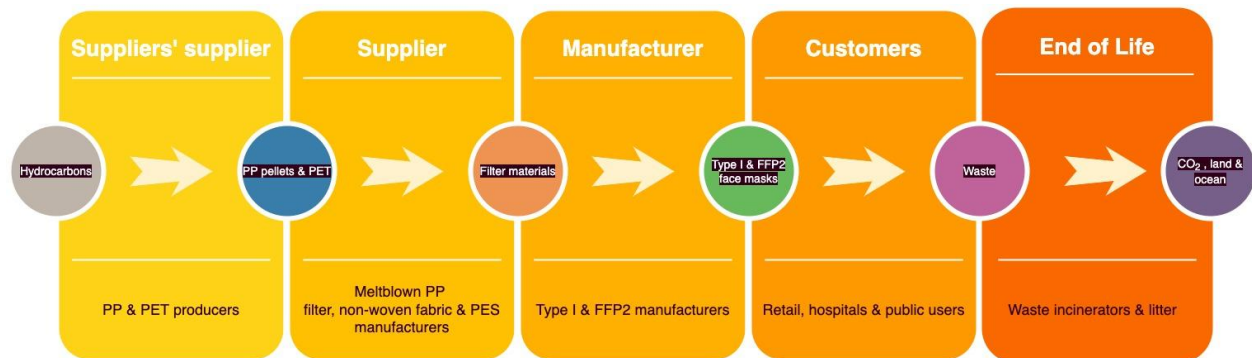 Suppliers' supplier
Supplier
Manufacturer
Customers
End of Life
Hydrocarbons
PP pellets & PET
Filter materials
Type I & FFP2
face masks
Waste
CO₂ , land &
ocean
PP & PET producers
Meltblown PP
filter, non-woven fabric & PES
manufacturers
Type I & FFP2 manufacturers
Retail, hospitals & public users
Waste incinerators & litter